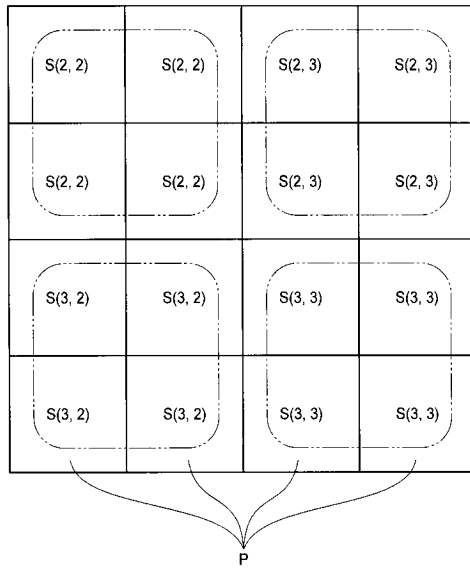 S(2, 2) S(2, 2) S(2, 3) S(2, 3)
S(2, 2) S(2, 2) S(2, 3) S(2, 3)
S(3, 2) S(3, 2) S(3, 3) S(3, 3)
S(3, 2) S(3, 2) S(3, 3) S(3, 3)
P